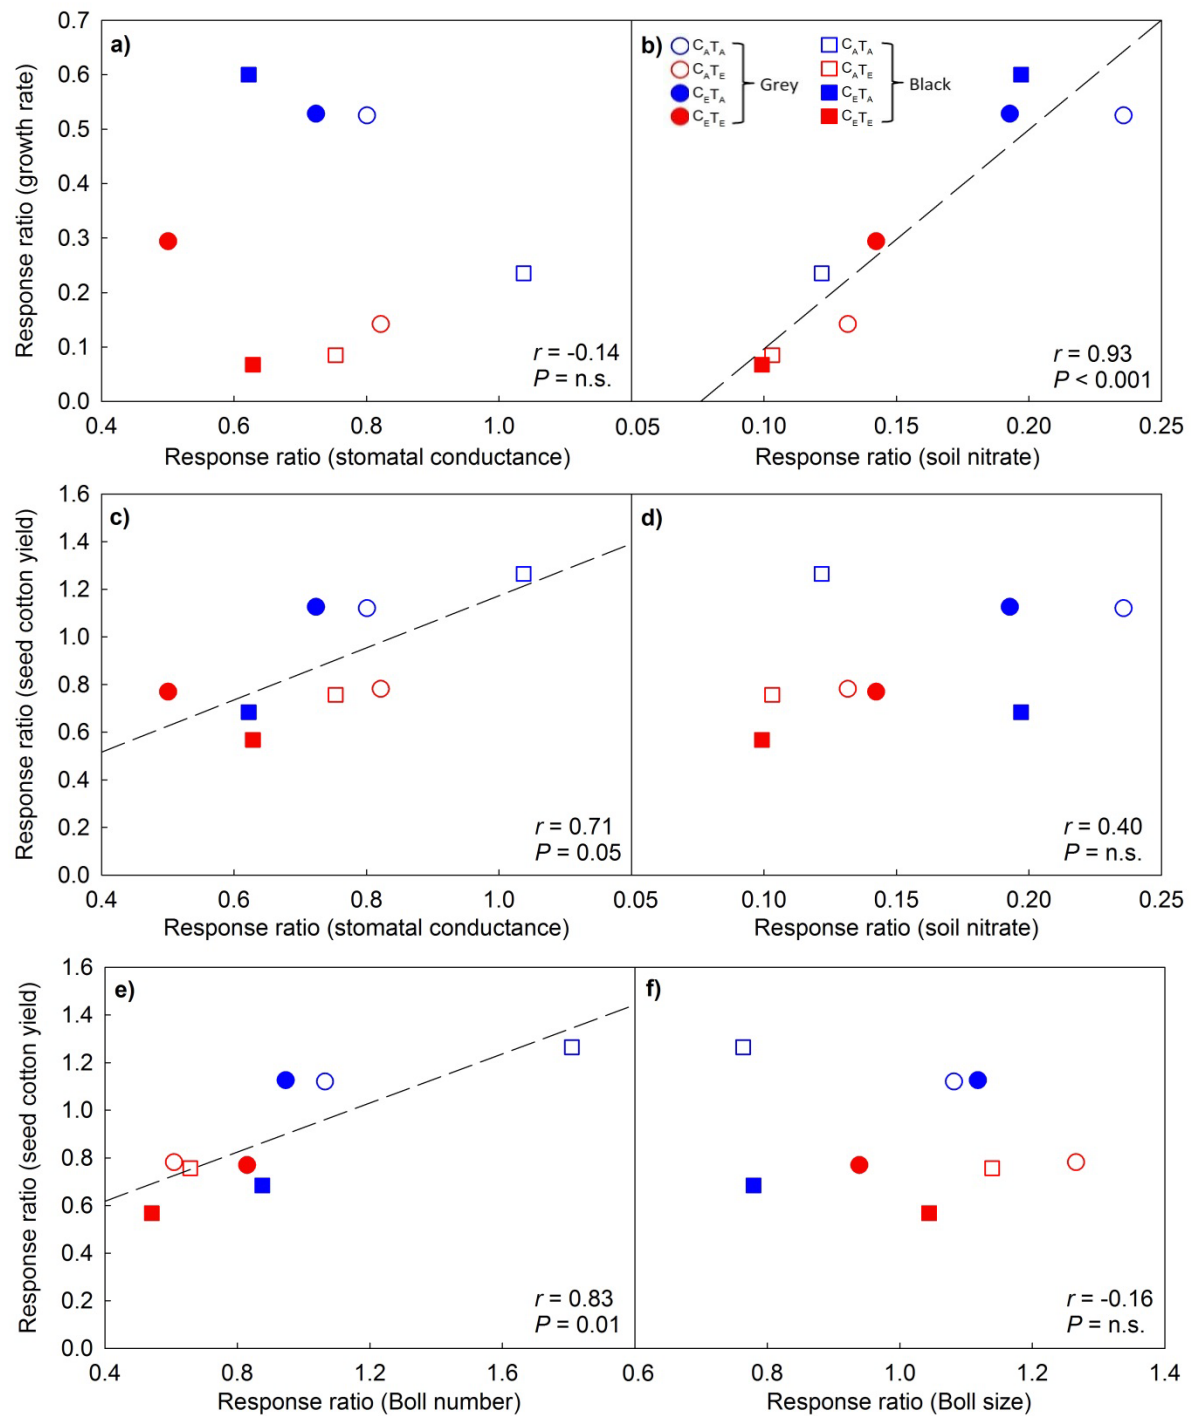 a)
0.7
0.6
0.5
0.4
0.3
0.2
0.1
0.0
Response ratio (growth rate)
r = -0.14
P = n.s.
0.4
0.6
0.8
1.0
Response ratio (stomatal conductance)
b)
C_AT_A
C_AT_E
C_ET_A
C_ET_E
Grey
C_AT_A
C_AT_E
C_ET_A
C_ET_E
Black
r = 0.93
P < 0.001
0.05
0.10
0.15
0.20
0.25
Response ratio (soil nitrate)
c)
1.6
1.4
1.2
1.0
0.8
0.6
0.4
0.2
0.0
Response ratio (seed cotton yield)
r = 0.71
P = 0.05
0.4
0.6
0.8
1.0
Response ratio (stomatal conductance)
d)
r = 0.40
P = n.s.
0.05
0.10
0.15
0.20
0.25
Response ratio (soil nitrate)
e)
1.6
1.4
1.2
1.0
0.8
0.6
0.4
0.2
0.0
Response ratio (seed cotton yield)
r = 0.83
P = 0.01
0.4
0.8
1.2
1.6
Response ratio (Boll number)
f)
r = -0.16
P = n.s.
0.6
0.8
1.0
1.2
1.4
Response ratio (Boll size)